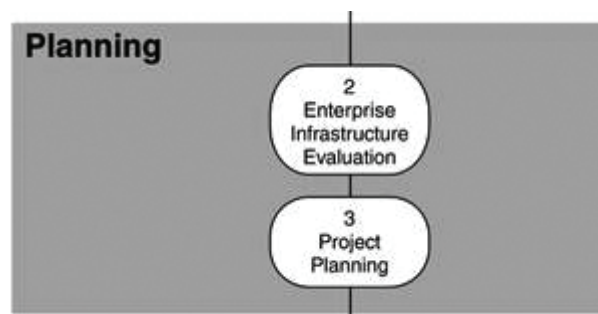 Planning
2
Enterprise
Infrastructure
Evaluation
3
Project
Planning